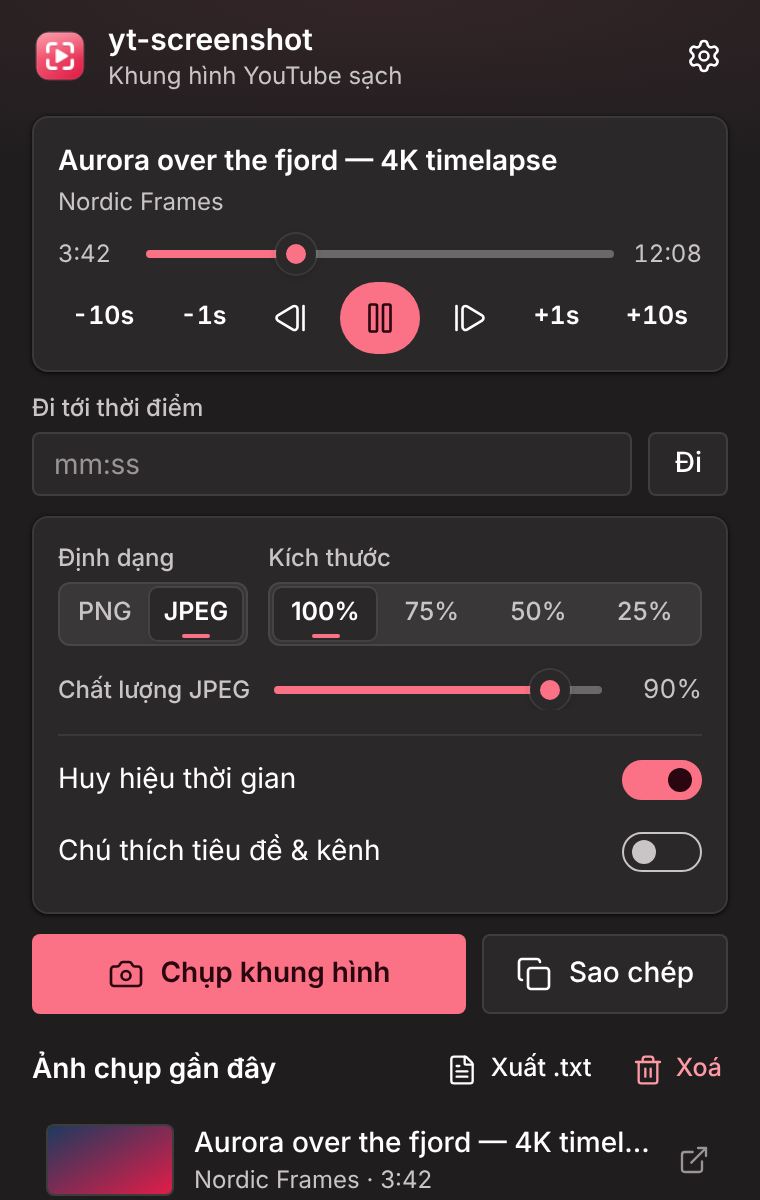 yt-screenshot
Khung hình YouTube sạch
Aurora over the fjord — 4K timelapse
Nordic Frames
3:42
12:08
-10s
-1s
+1s
+10s
Đi tới thời điểm
mm:ss
Đi
Định dạng
Kích thước
PNG
JPEG
100%
75%
50%
25%
Chất lượng JPEG
90%
Huy hiệu thời gian
Chú thích tiêu đề & kênh
Chụp khung hình
Sao chép
Ảnh chụp gần đây
Xuất .txt
Xoá
Aurora over the fjord — 4K timel...
Nordic Frames · 3:42